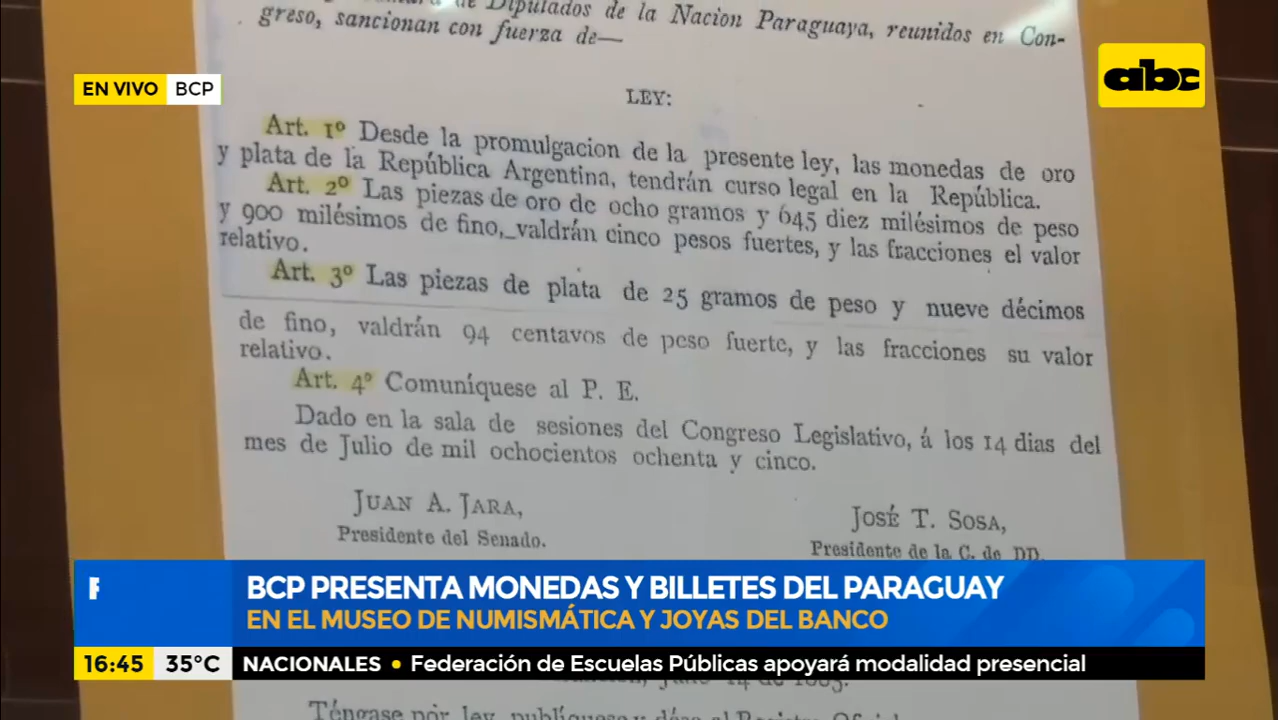 de Diputados de la Nacion Paraguaya, reunidos en Con-
greso, sancionan con fuerza de—
EN VIVO BCP
abc
LEY:
Art. 1º Desde la promulgacion de la presente ley, las monedas de oro
y plata de la República Argentina, tendrán curso legal en la República.
Art. 2º Las piezas de oro de ocho gramos y 645 diez milésimos de peso
y 900 milésimos de fino, valdrán cinco pesos fuertes, y las fracciones el valor
relativo.
Art. 3º Las piezas de plata de 25 gramos de peso y nueve décimos
de fino, valdrán 94 centavos de peso fuerte, y las fracciones su valor
relativo.
Art. 4º Comuníquese al P. E.
Dado en la sala de sesiones del Congreso Legislativo, á los 14 dias del
mes de Julio de mil ochocientos ochenta y cinco.
JUAN A. JARA,
Presidente del Senado.
JOSÉ T. SOSA,
Presidente de la C. de DD.
F
BCP PRESENTA MONEDAS Y BILLETES DEL PARAGUAY
EN EL MUSEO DE NUMISMÁTICA Y JOYAS DEL BANCO
16:45 35°C NACIONALES • Federación de Escuelas Públicas apoyará modalidad presencial
Téngase por ley, publíquese y dése al Registro